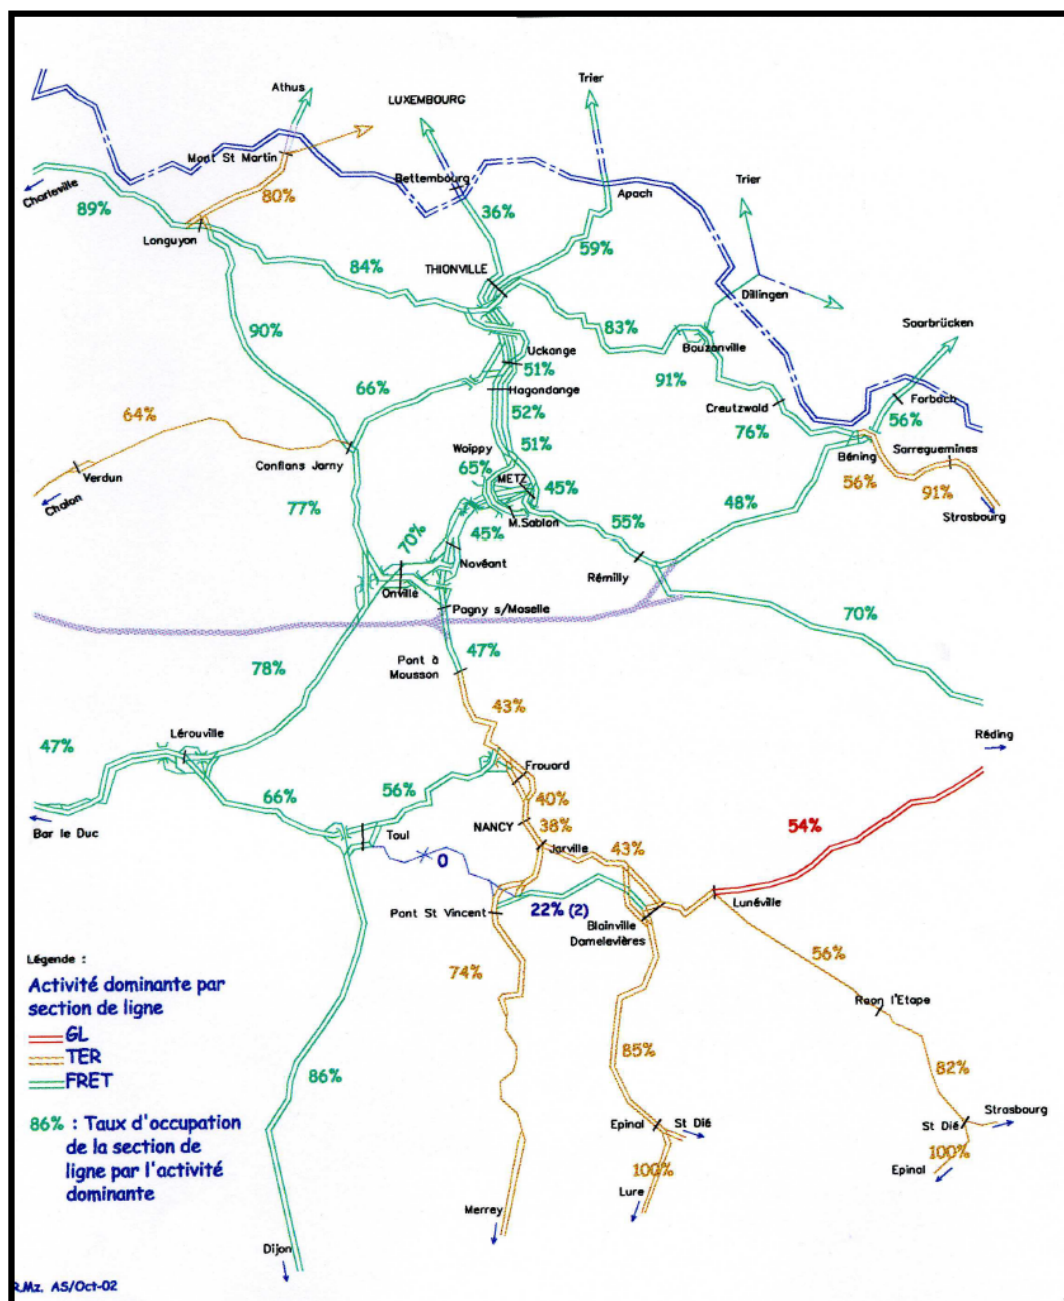 Athus
Trier
LUXEMBOURG
Mont St Martin
Bettembourg
Apach
Trier
Charleville
80%
89%
36%
Longuyon
59%
84%
THIONVILLE
Dillingen
90%
83%
Saarbrücken
Bouzonville
Uckange
51%
66%
91%
Hagondange
Forbach
64%
52%
Creutzwald
56%
76%
Woippy
51%
Sarreguemines
Conflans Jarny
65%
METZ
Béning
Verdun
45%
56%
91%
Chalon
77%
48%
M.Sablon
Strasbourg
70%
45%
55%
Novéant
Rémilly
Onville
Pagny s/Moselle
70%
78%
Pont à
Mousson
47%
43%
Lérouville
Réding
47%
Frouard
66%
56%
40%
Bar le Duc
Toul
NANCY
38%
54%
Jarville
43%
0
Pont St Vincent
22% (2)
Blainville
Damelevières
Lunéville
Légende :
Activité dominante par
section de ligne
GL
TER
FRET
86% : Taux d'occupation
de la section de
ligne par l'activité
dominante
74%
56%
Raon l'Etape
86%
85%
82%
Epinal
St Dié
St Dié
Strasbourg
100%
100%
Lure
Epinal
Merrey
Dijon
R.Mz. AS/Oct-02